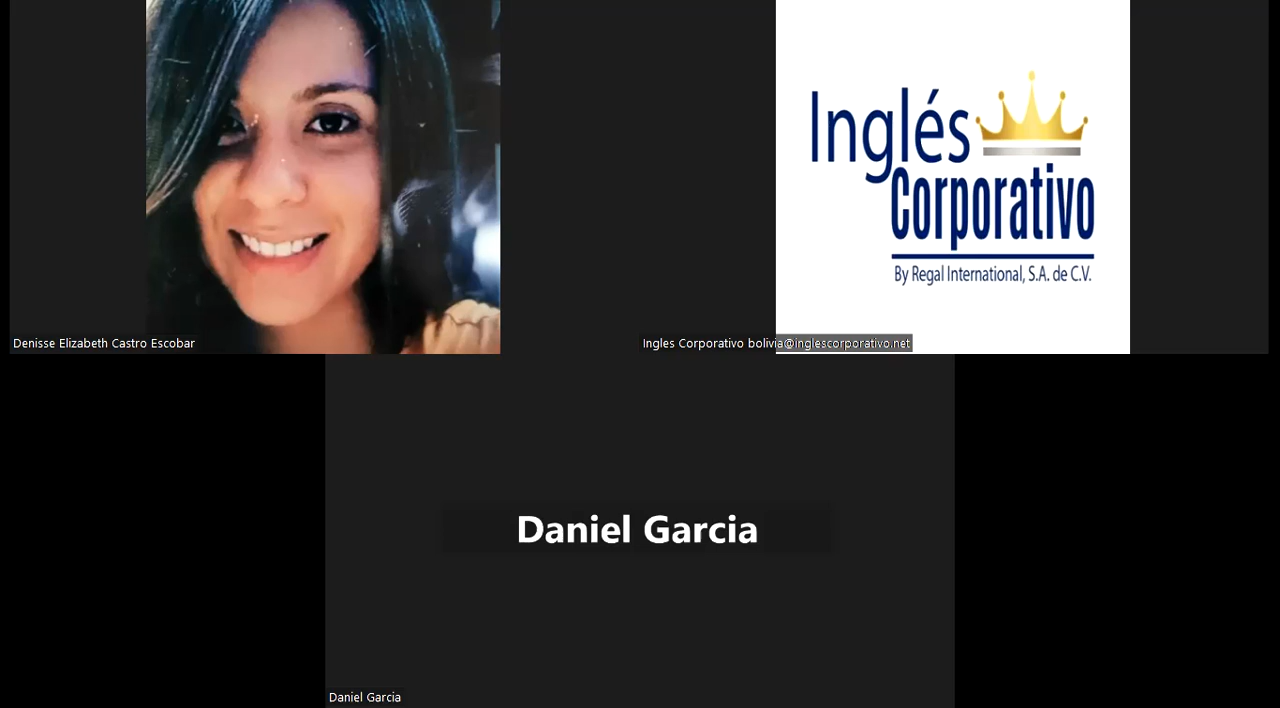 Inglés
Corporativo
By Regal International, S.A. de C.V.
Denisse Elizabeth Castro Escobar
Ingles Corporativo bolivia@inglescorporativo.net
Daniel Garcia
Daniel Garcia